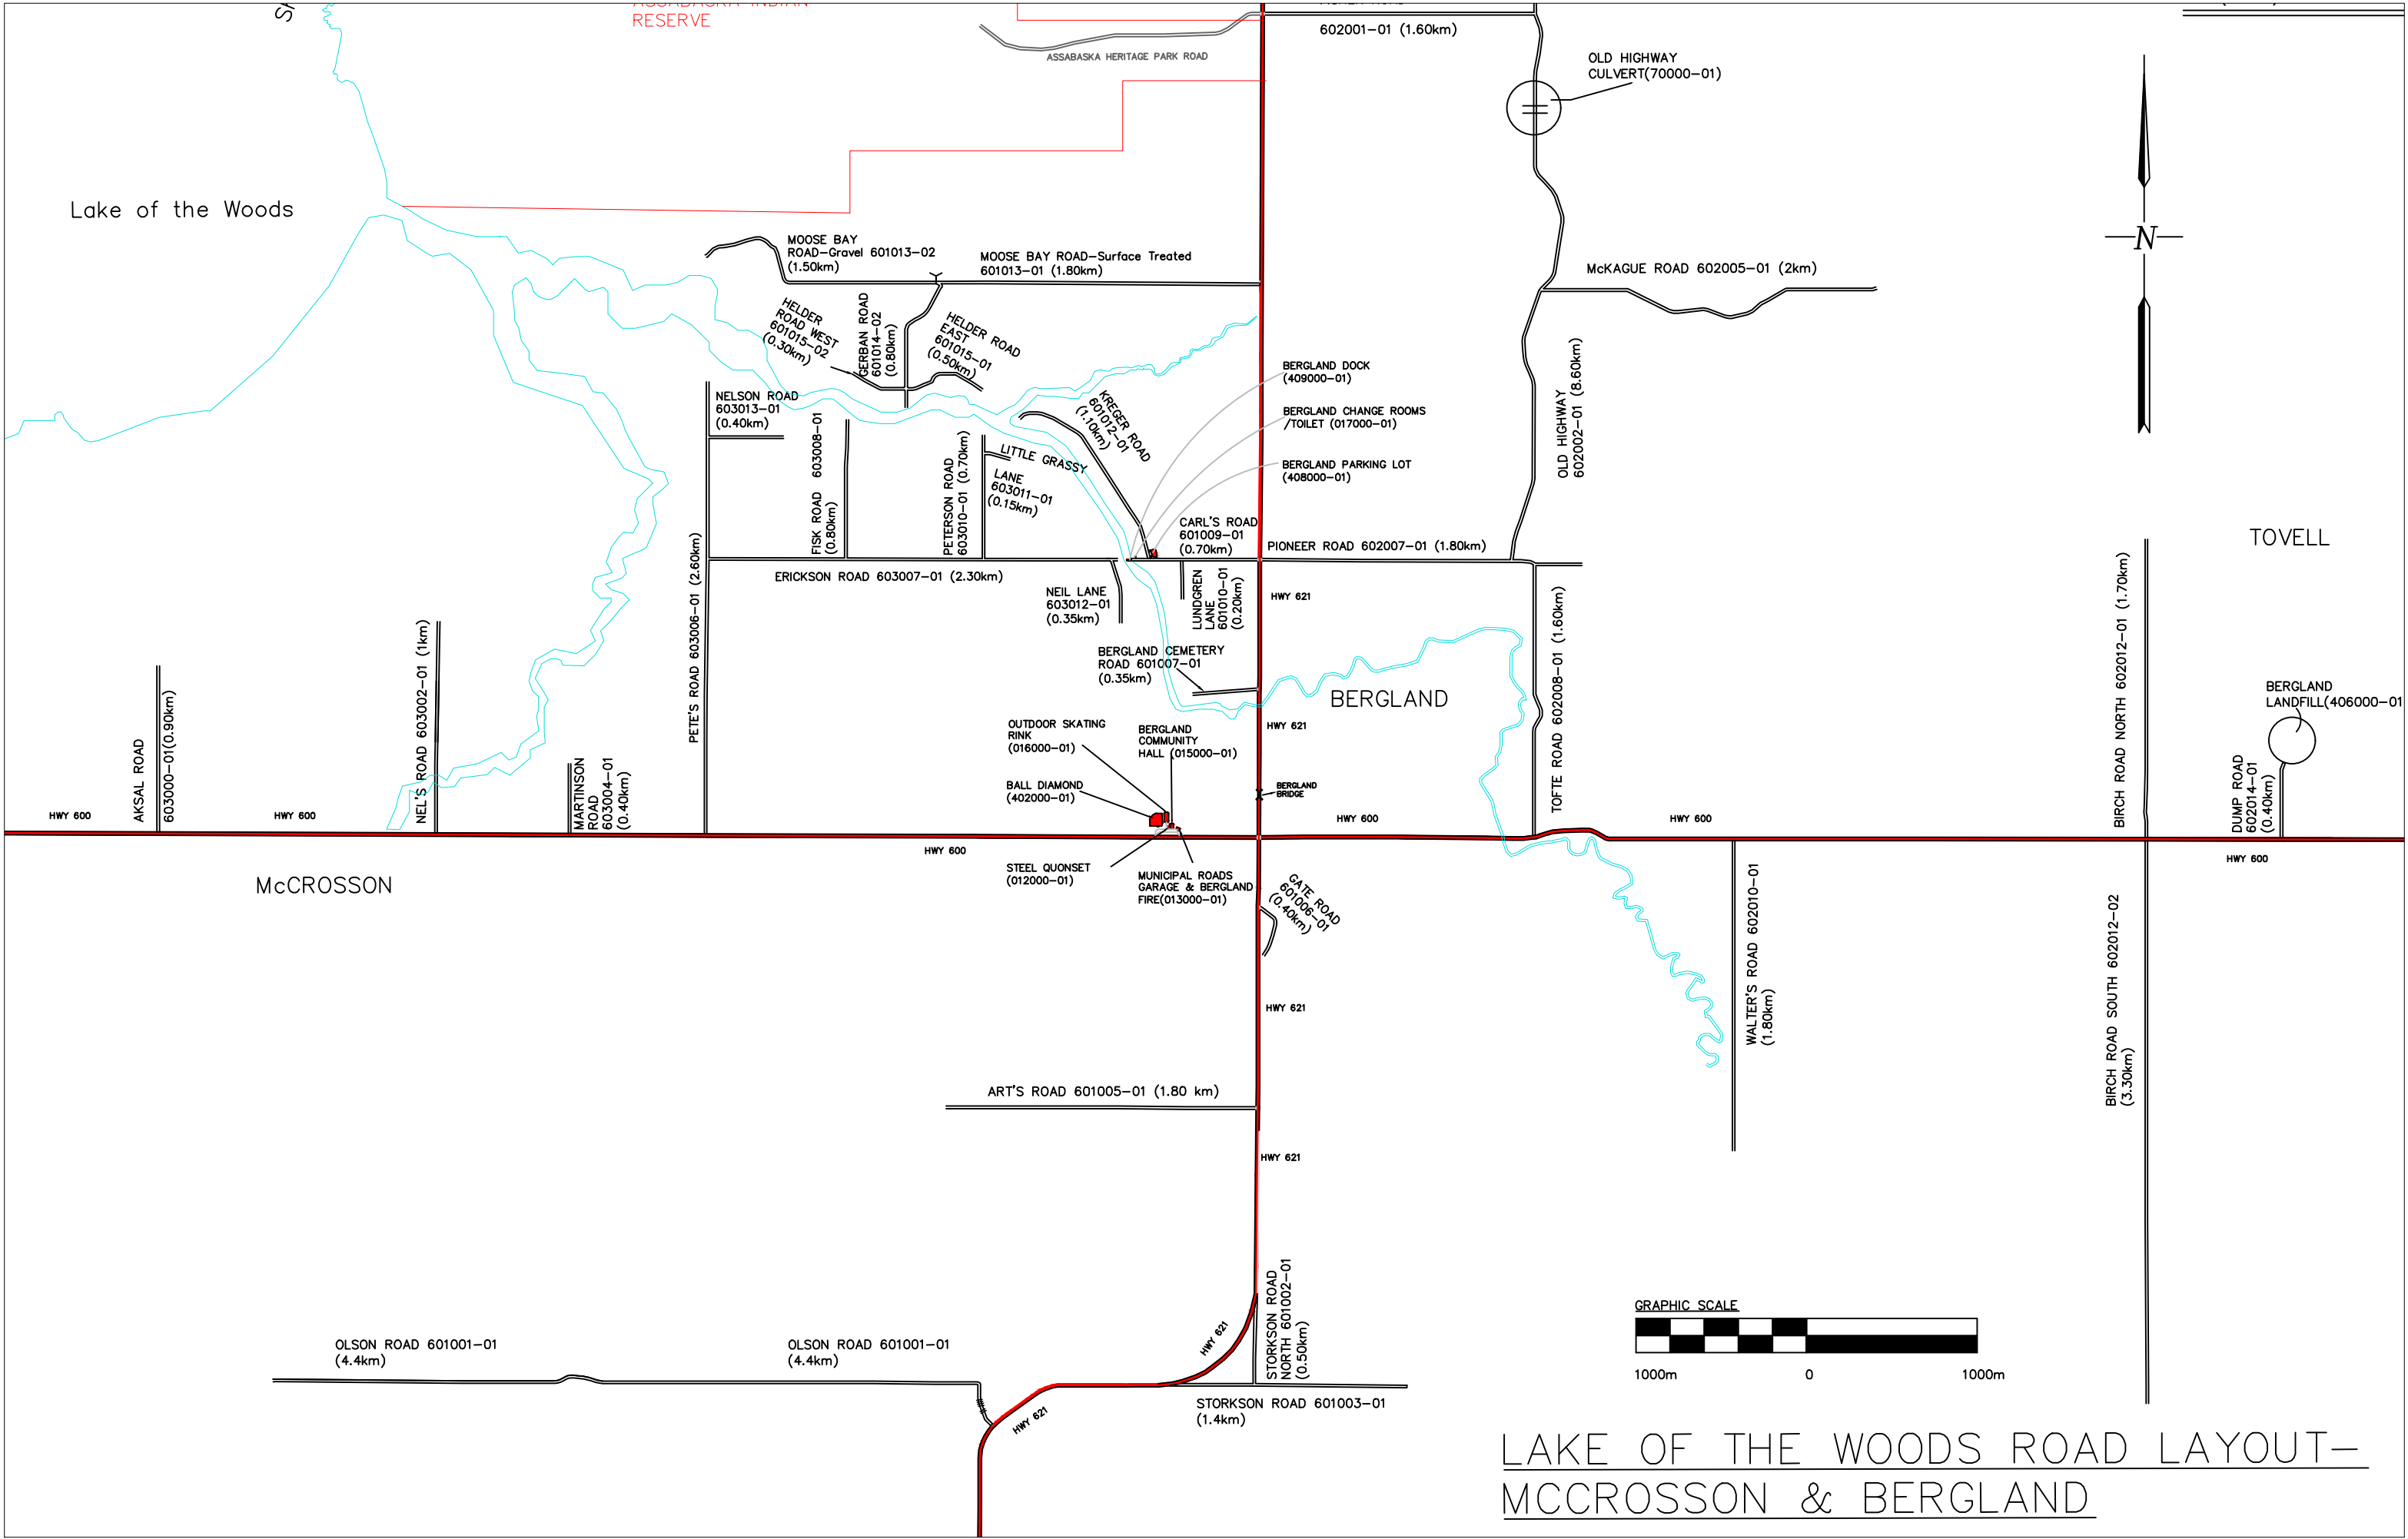 RESERVE
ASSABASKA HERITAGE PARK ROAD
602001-01 (1.60km)
OLD HIGHWAY
CULVERT(70000-01)
Lake of the Woods
N
MOOSE BAY
ROAD-Gravel 601013-02
(1.50km)
MOOSE BAY ROAD-Surface Treated
601013-01 (1.80km)
McKAGUE ROAD 602005-01 (2km)
HELDER
ROAD WEST
601015-02
(0.30km)
GERBAN ROAD
601014-02
(0.80km)
HELDER ROAD
EAST
601015-01
(0.50km)
NELSON ROAD
603013-01
(0.40km)
FISK ROAD 603008-01
(0.80km)
PETERSON ROAD
603010-01 (0.70km)
LITTLE GRASSY
LANE
603011-01
(0.15km)
KREGER ROAD
601012-01
(1.10km)
BERGLAND DOCK
(409000-01)
BERGLAND CHANGE ROOMS
/TOILET (017000-01)
BERGLAND PARKING LOT
(408000-01)
OLD HIGHWAY
602002-01 (8.60km)
CARL'S ROAD
601009-01
(0.70km)
PIONEER ROAD 602007-01 (1.80km)
TOVELL
ERICKSON ROAD 603007-01 (2.30km)
NEIL LANE
603012-01
(0.35km)
LUNDGREN
LANE
601010-01
(0.20km)
HWY 621
TOFTE ROAD 602008-01 (1.60km)
BIRCH ROAD NORTH 602012-01 (1.70km)
PETE'S ROAD 603006-01 (2.60km)
BERGLAND CEMETERY
ROAD 601007-01
(0.35km)
BERGLAND
BERGLAND
LANDFILL(406000-01
AKSAL ROAD
603000-01(0.90km)
NEL'S ROAD 603002-01 (1km)
MARTINSON
ROAD
603004-01
(0.40km)
OUTDOOR SKATING
RINK
(016000-01)
BERGLAND
COMMUNITY
HALL (015000-01)
HWY 621
BALL DIAMOND
(402000-01)
BERGLAND
BRIDGE
DUMP ROAD
602014-01
(0.40km)
HWY 600
HWY 600
HWY 600
HWY 600
HWY 600
HWY 600
McCROSSON
STEEL QUONSET
(012000-01)
MUNICIPAL ROADS
GARAGE & BERGLAND
FIRE(013000-01)
GATE ROAD
601006-01
(0.40km)
WALTER'S ROAD 602010-01
(1.80km)
BIRCH ROAD SOUTH 602012-02
(3.30km)
HWY 621
ART'S ROAD 601005-01 (1.80 km)
HWY 621
STORKSON ROAD
NORTH 601002-01
(0.50km)
HWY 621
OLSON ROAD 601001-01
(4.4km)
OLSON ROAD 601001-01
(4.4km)
HWY 621
STORKSON ROAD 601003-01
(1.4km)
GRAPHIC SCALE
1000m 0 1000m
LAKE OF THE WOODS ROAD LAYOUT-
MCCROSSON & BERGLAND